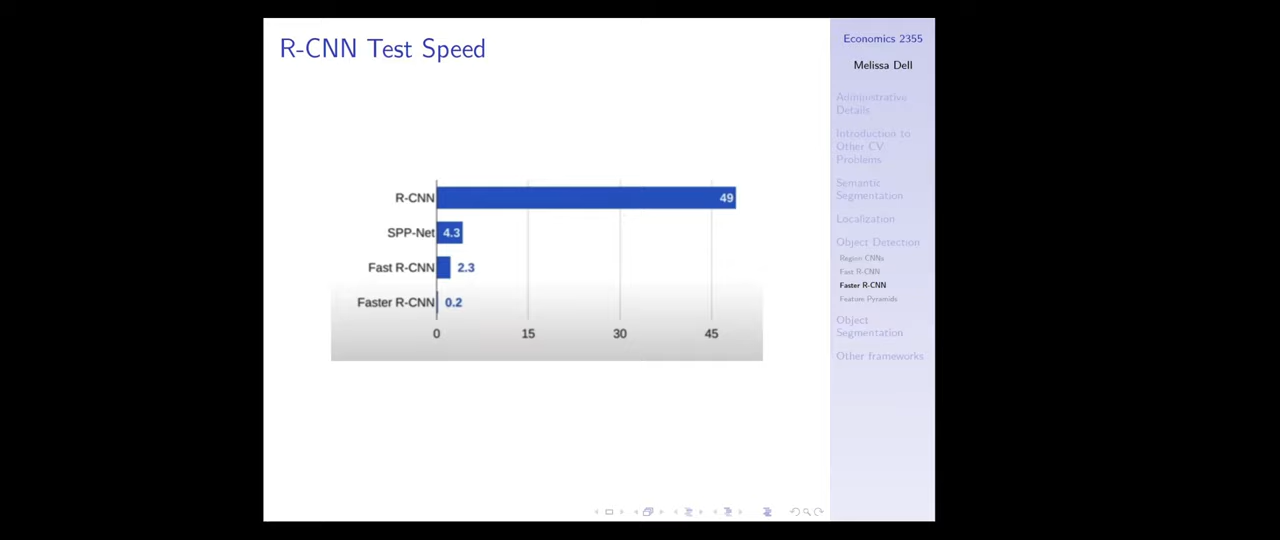 R-CNN Test Speed
R-CNN
49
SPP-Net
4.3
Fast R-CNN
2.3
Faster R-CNN
0.2
0
15
30
45
Economics 2355
Melissa Dell
Administrative
Details
Introduction to
Other CV
Problems
Semantic
Segmentation
Localization
Object Detection
Region CNNs
Fast R-CNN
Faster R-CNN
Feature Pyramids
Object
Segmentation
Other frameworks